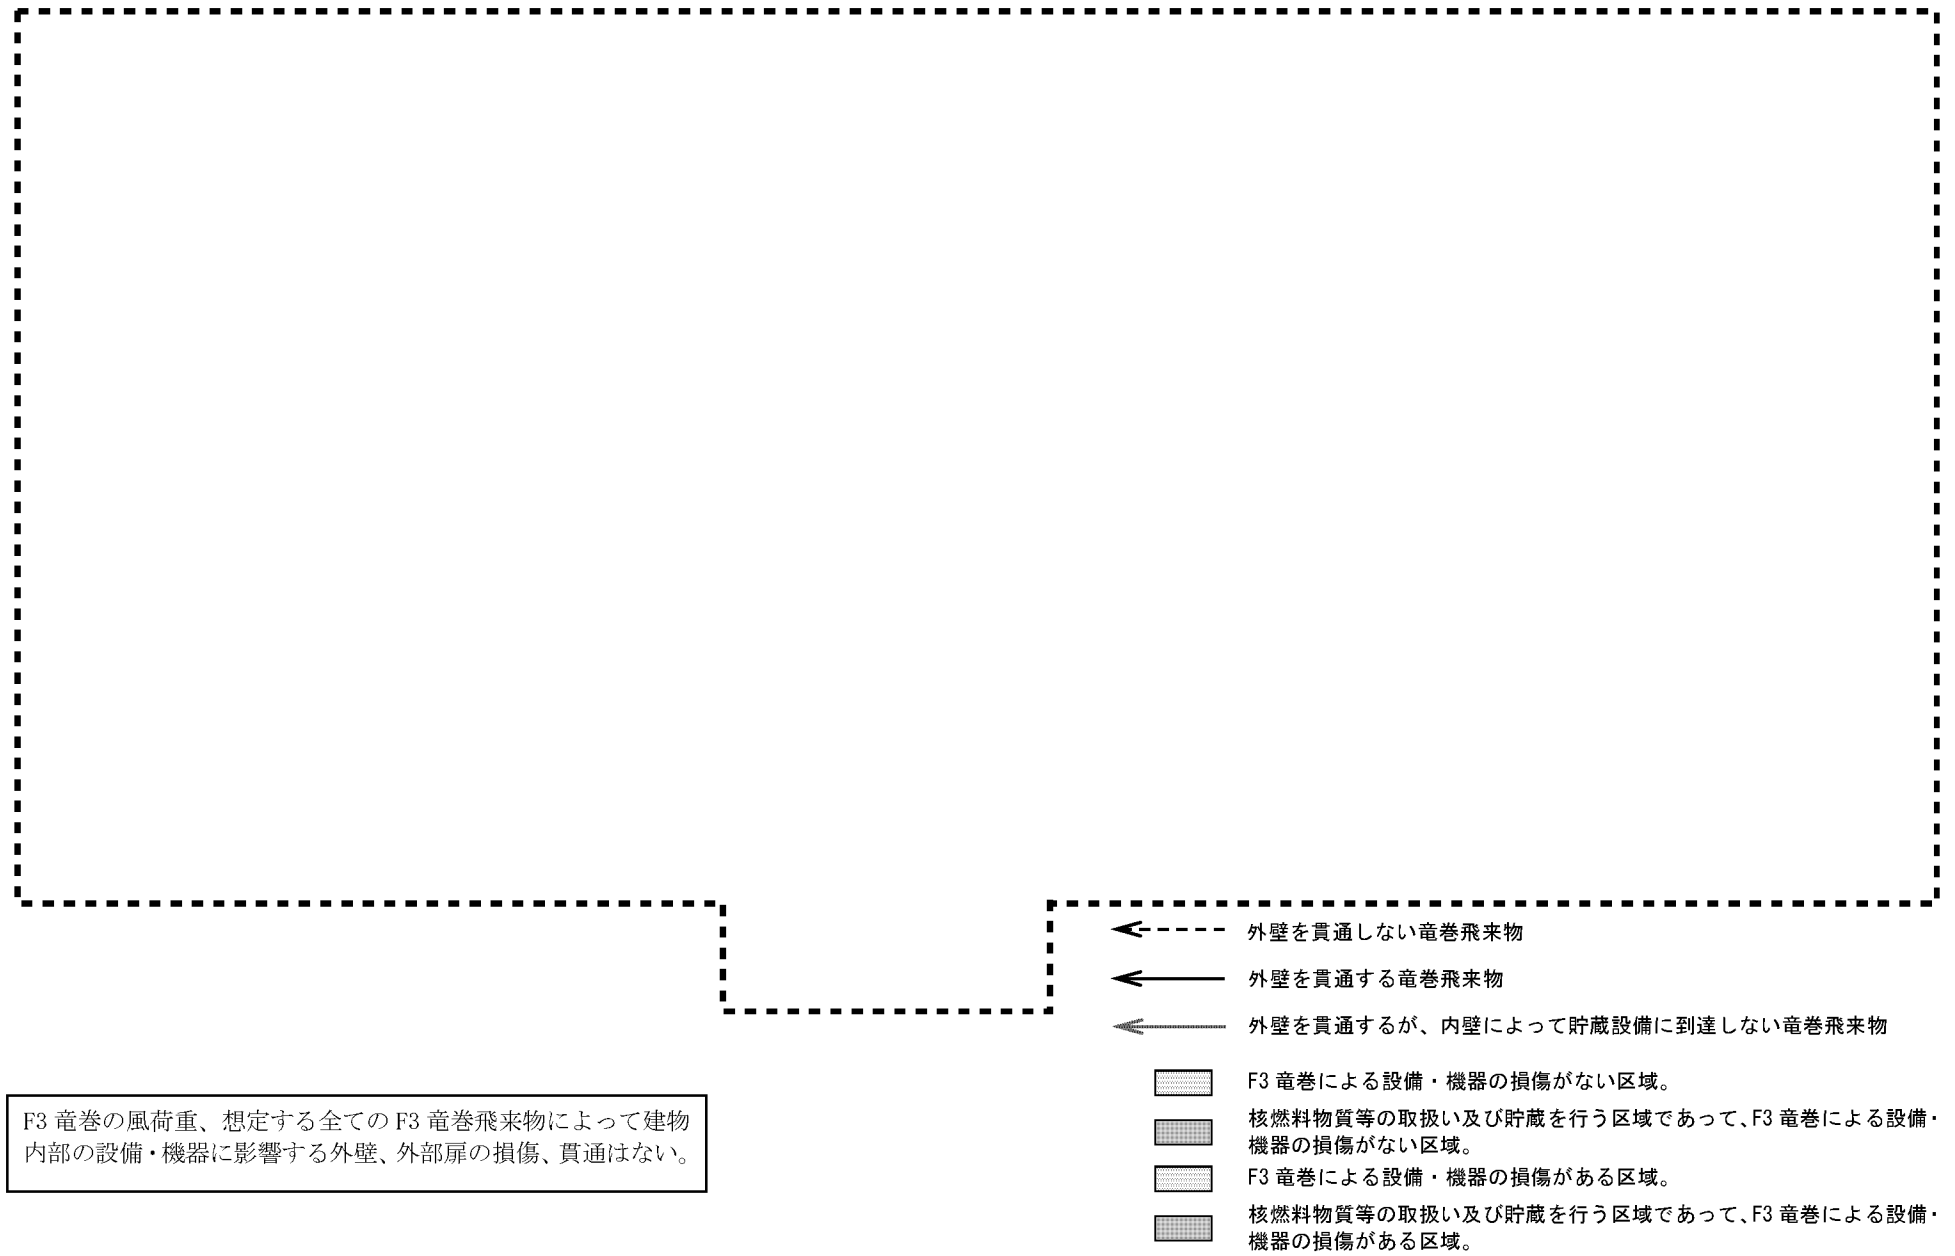 外壁を貫通しない竜巻飛来物
外壁を貫通する竜巻飛来物
外壁を貫通するが、内壁によって貯蔵設備に到達しない竜巻飛来物
F3 竜巻による設備・機器の損傷がない区域。
核燃料物質等の取扱い及び貯蔵を行う区域であって、F3 竜巻による設備・
機器の損傷がない区域。
F3 竜巻による設備・機器の損傷がある区域。
核燃料物質等の取扱い及び貯蔵を行う区域であって、F3 竜巻による設備・
機器の損傷がある区域。
F3 竜巻の風荷重、想定する全ての F3 竜巻飛来物によって建物
内部の設備・機器に影響する外壁、外部扉の損傷、貫通はない。